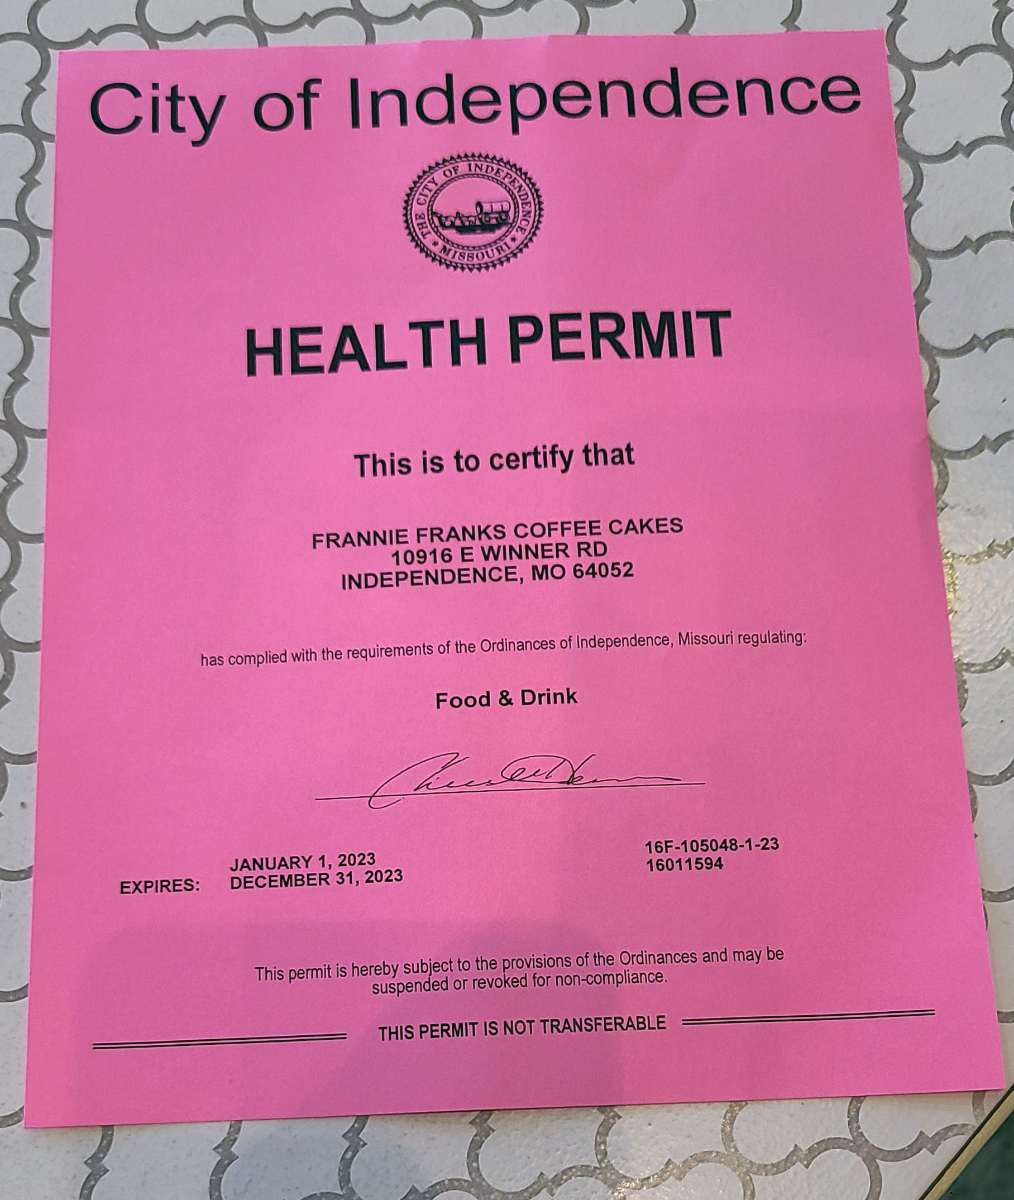 City of Independence
THE CITY OF INDEPENDENCE
★ MISSOURI ★
HEALTH PERMIT
This is to certify that
FRANNIE FRANKS COFFEE CAKES
10916 E WINNER RD
INDEPENDENCE, MO 64052
has complied with the requirements of the Ordinances of Independence, Missouri regulating:
Food & Drink
JANUARY 1, 2023
EXPIRES: DECEMBER 31, 2023
16F-105048-1-23
16011594
This permit is hereby subject to the provisions of the Ordinances and may be
suspended or revoked for non-compliance.
THIS PERMIT IS NOT TRANSFERABLE